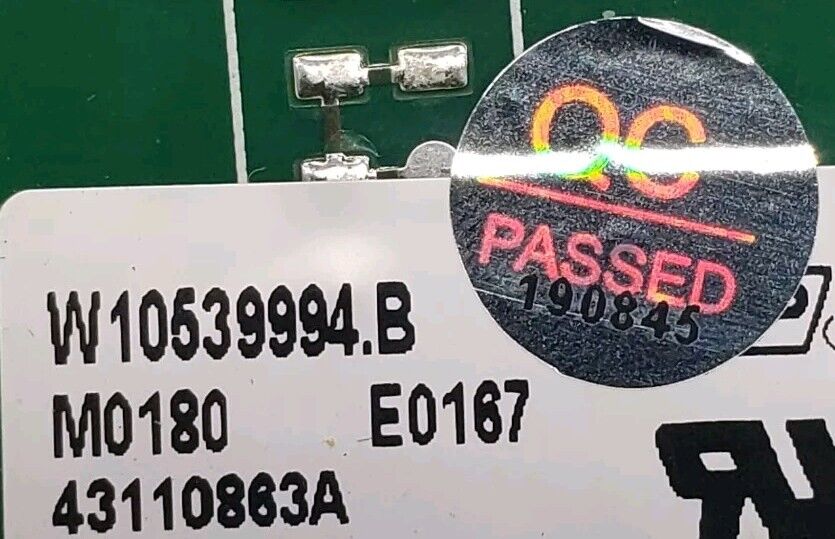 QC
PASSED
190845
W10539994.B
M0180 E0167
43110863A